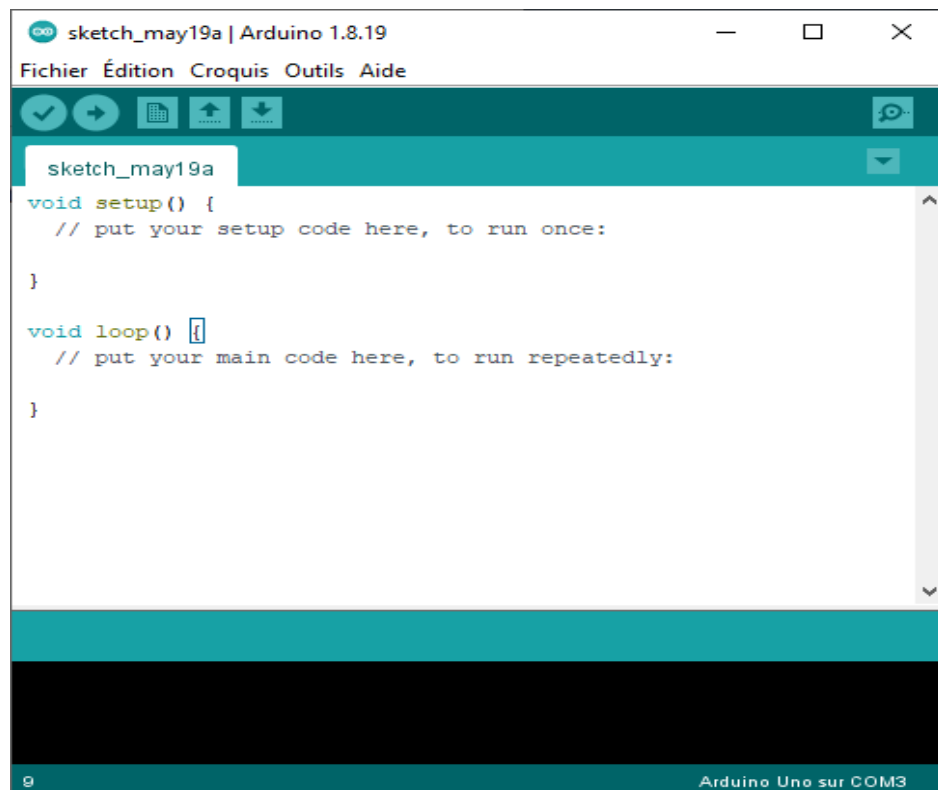 sketch_may19a | Arduino 1.8.19
Fichier Édition Croquis Outils Aide
sketch_may19a
void setup() {
  // put your setup code here, to run once:
}
void loop() {
  // put your main code here, to run repeatedly:
}
9
Arduino Uno sur COM3